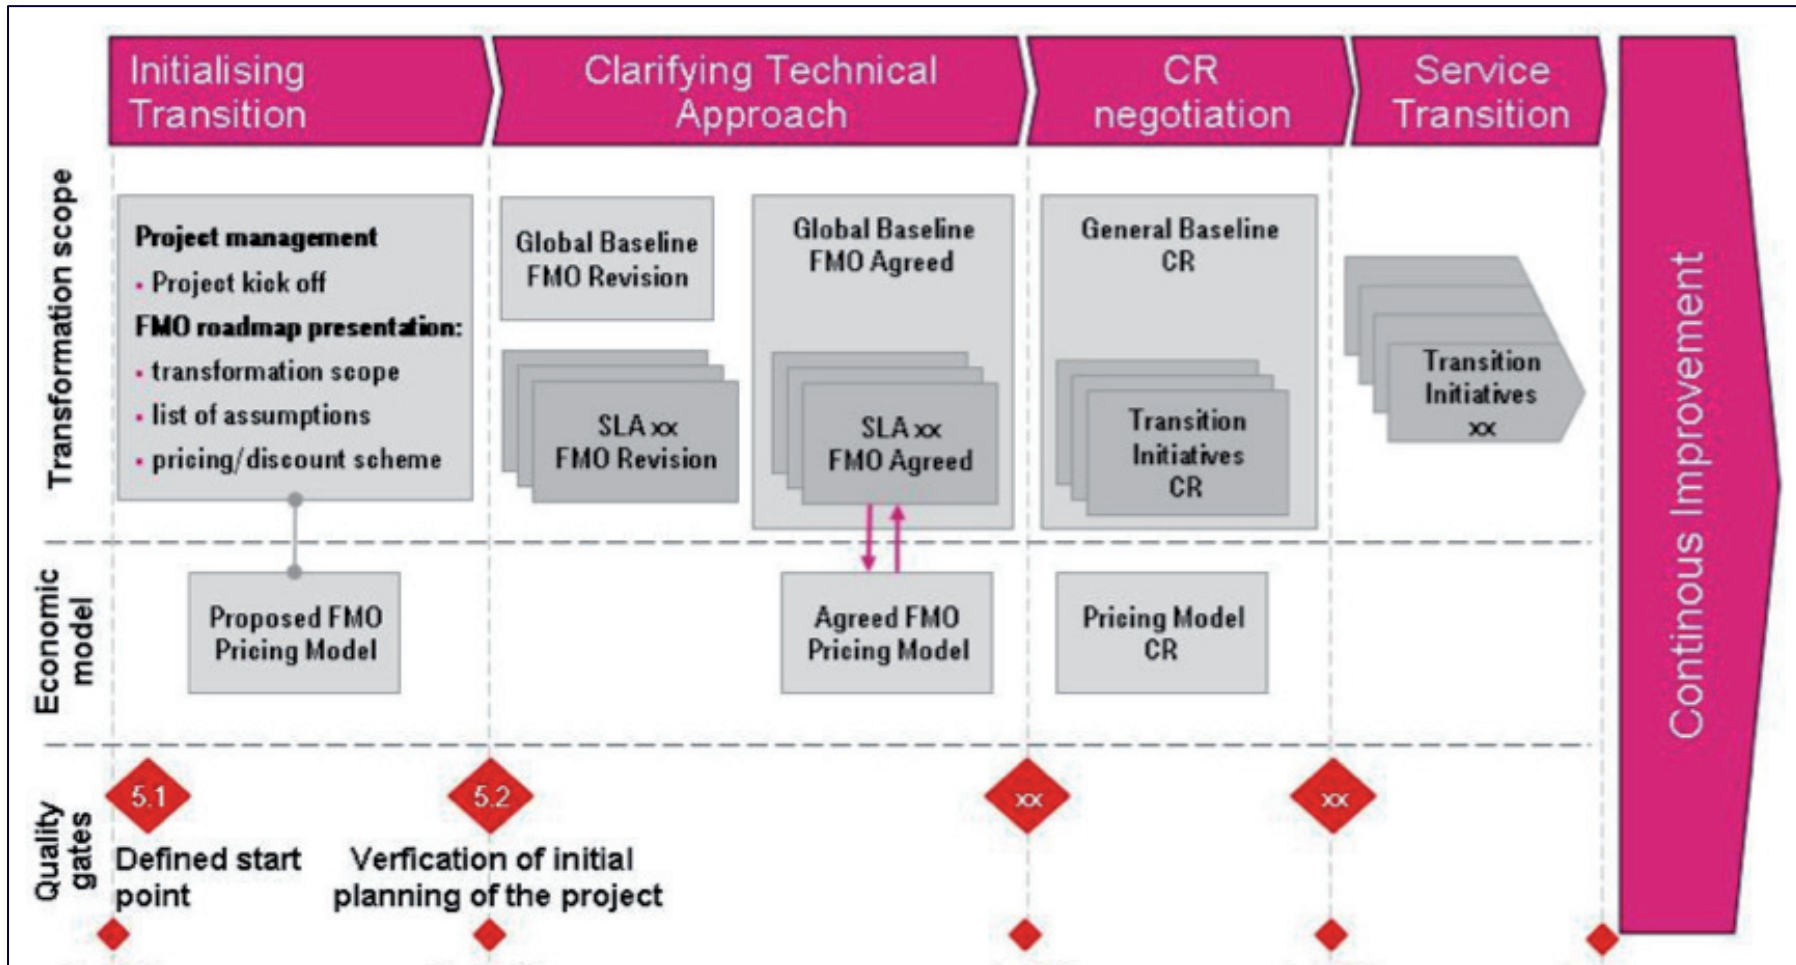 Initialising
Transition
Clarifying Technical
Approach
CR
negotiation
Service
Transition
Continous Improvement
Transformation scope
Project management
• Project kick off
FMO roadmap presentation:
• transformation scope
• list of assumptions
• pricing/discount scheme
Global Baseline
FMO Revision
SLA xx
FMO Revision
Global Baseline
FMO Agreed
SLA xx
FMO Agreed
General Baseline
CR
Transition
Initiatives
CR
Transition
Initiatives
xx
Economic
model
Proposed FMO
Pricing Model
Agreed FMO
Pricing Model
Pricing Model
CR
Quality
gates
5.1
5.2
xx
xx
Defined start
point
Verfication of initial
planning of the project